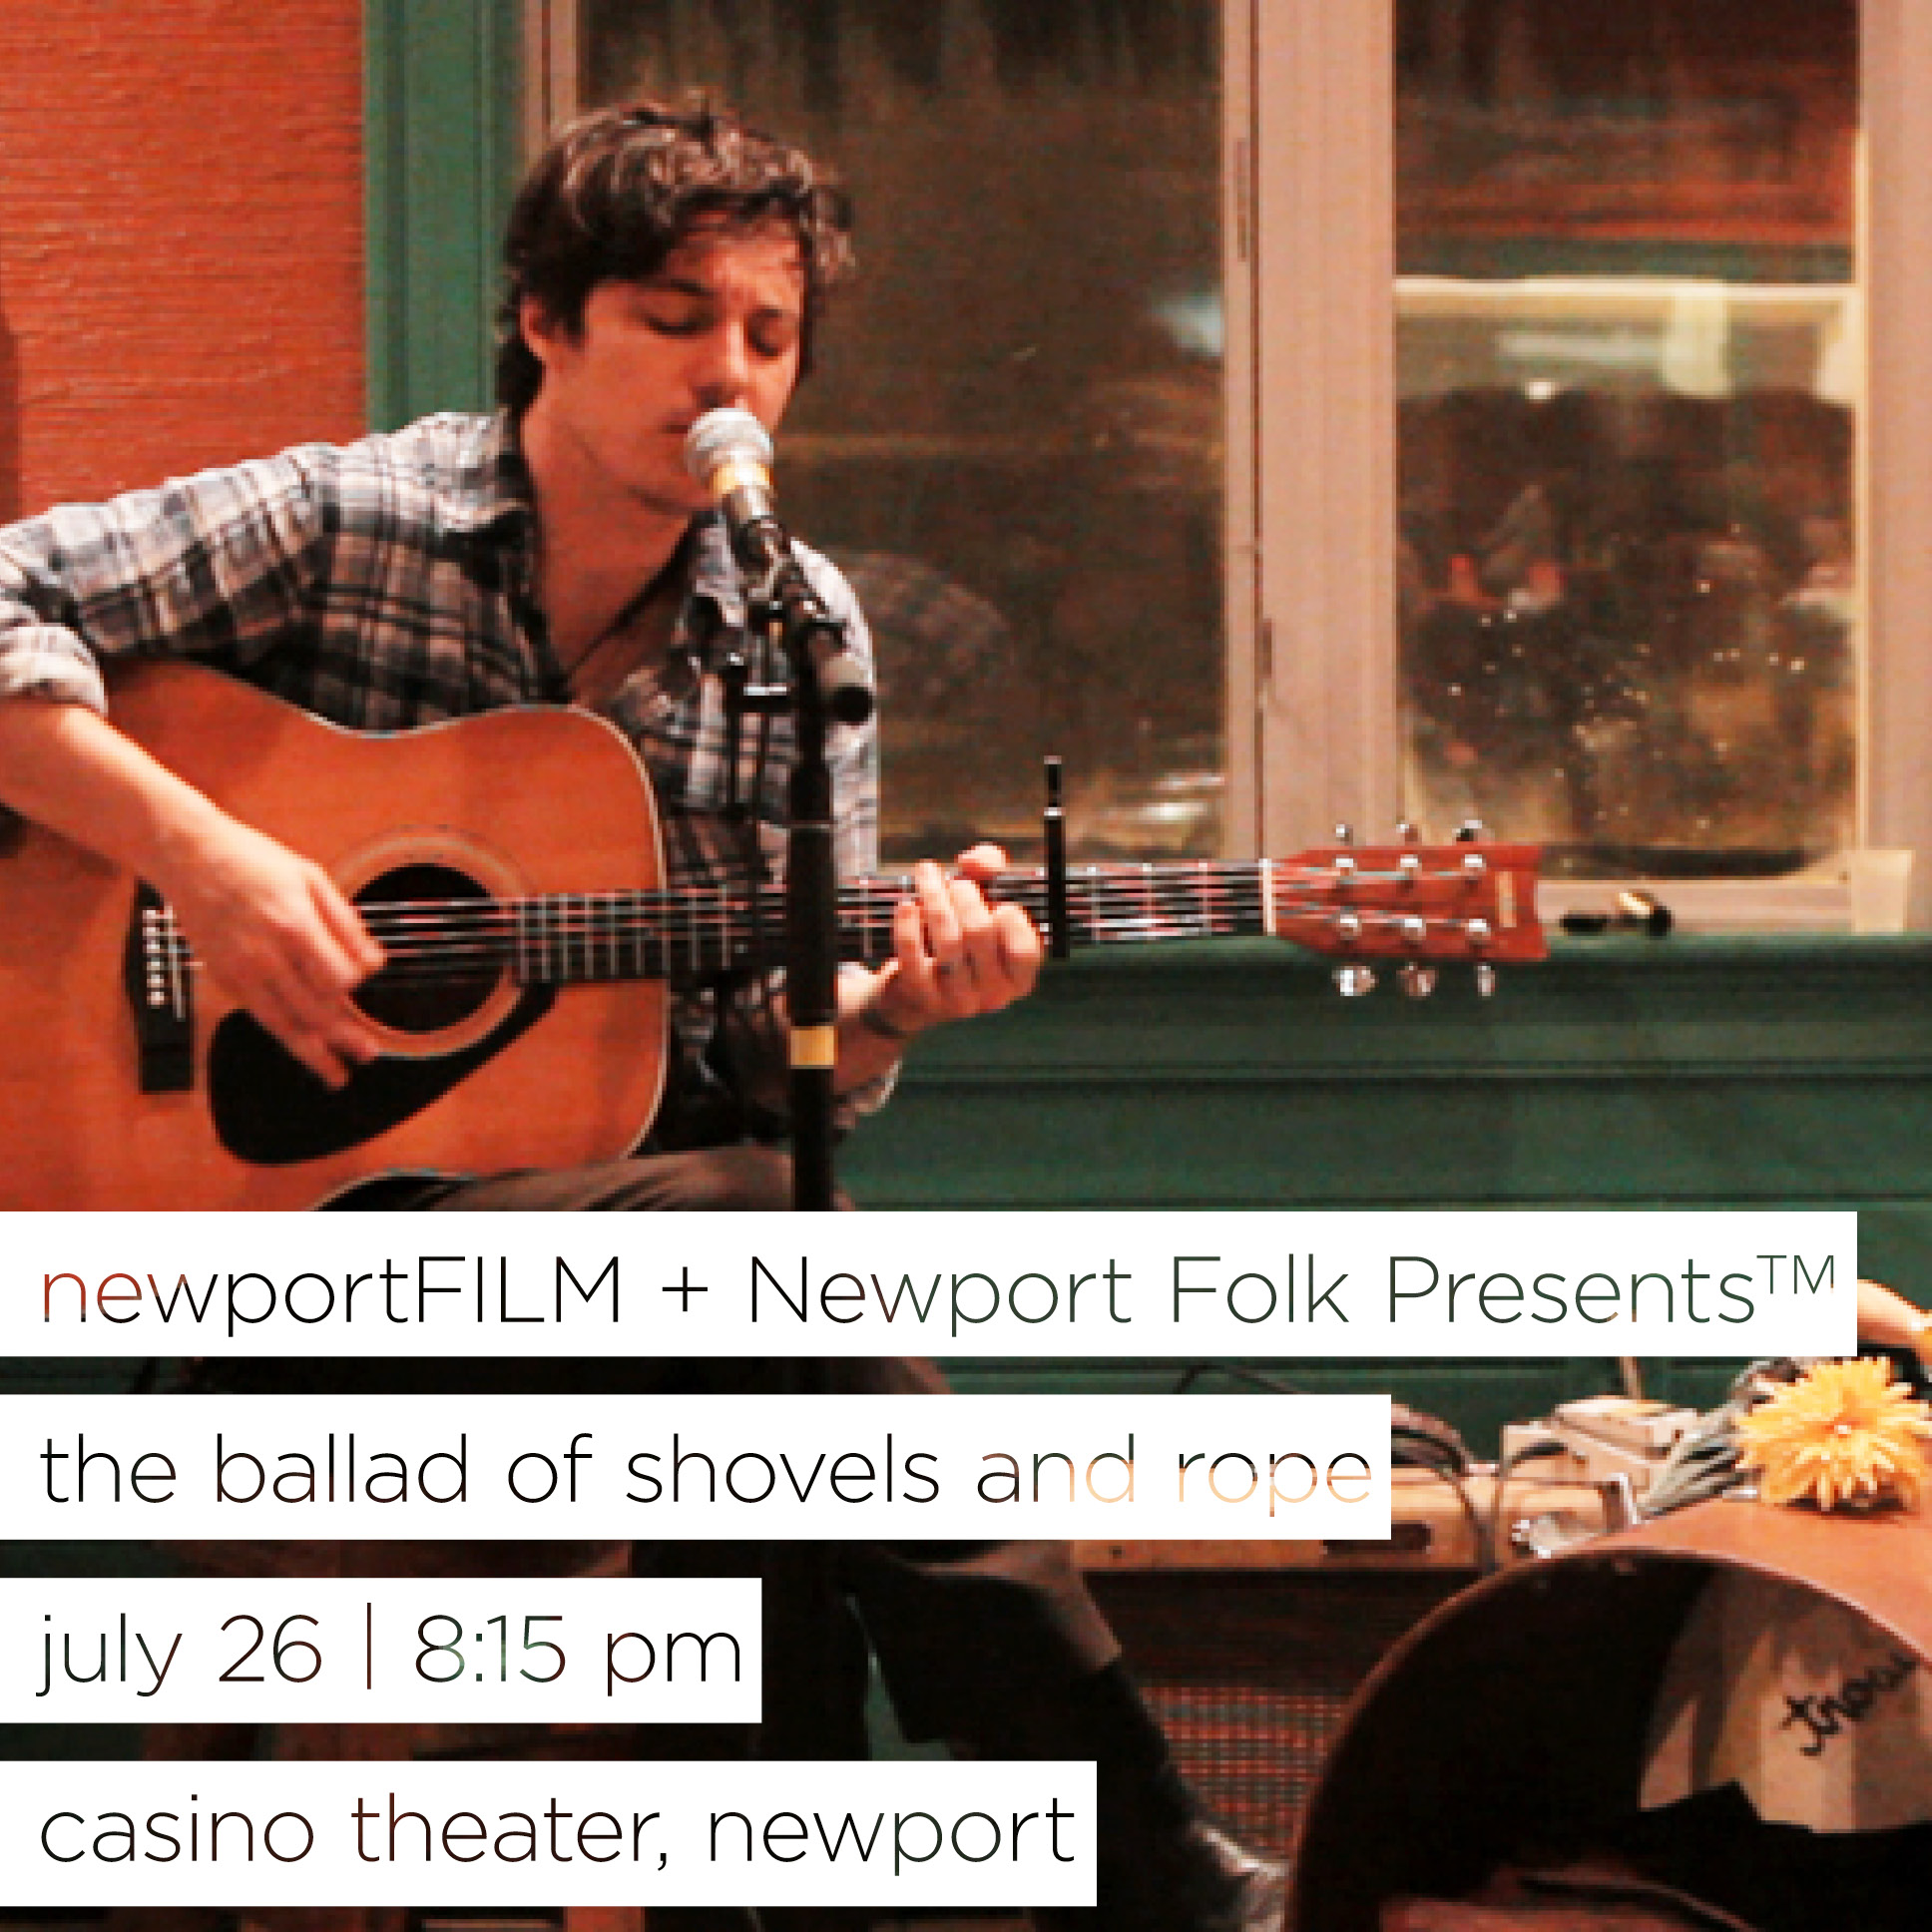 newportFILM + Newport Folk Presents™
the ballad of shovels and rope
july 26 | 8:15 pm
casino theater, newport